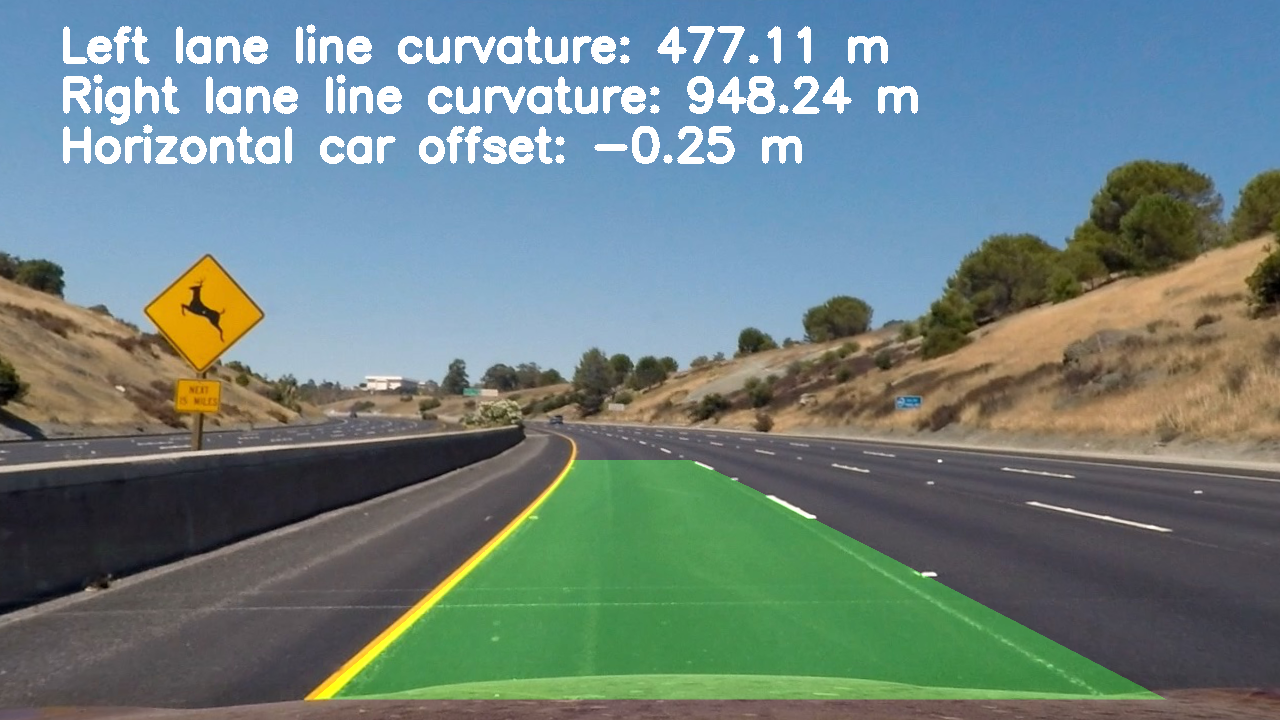 Left lane line curvature: 477.11 m
Right lane line curvature: 948.24 m
Horizontal car offset: −0.25 m
NEXT
15 MILES